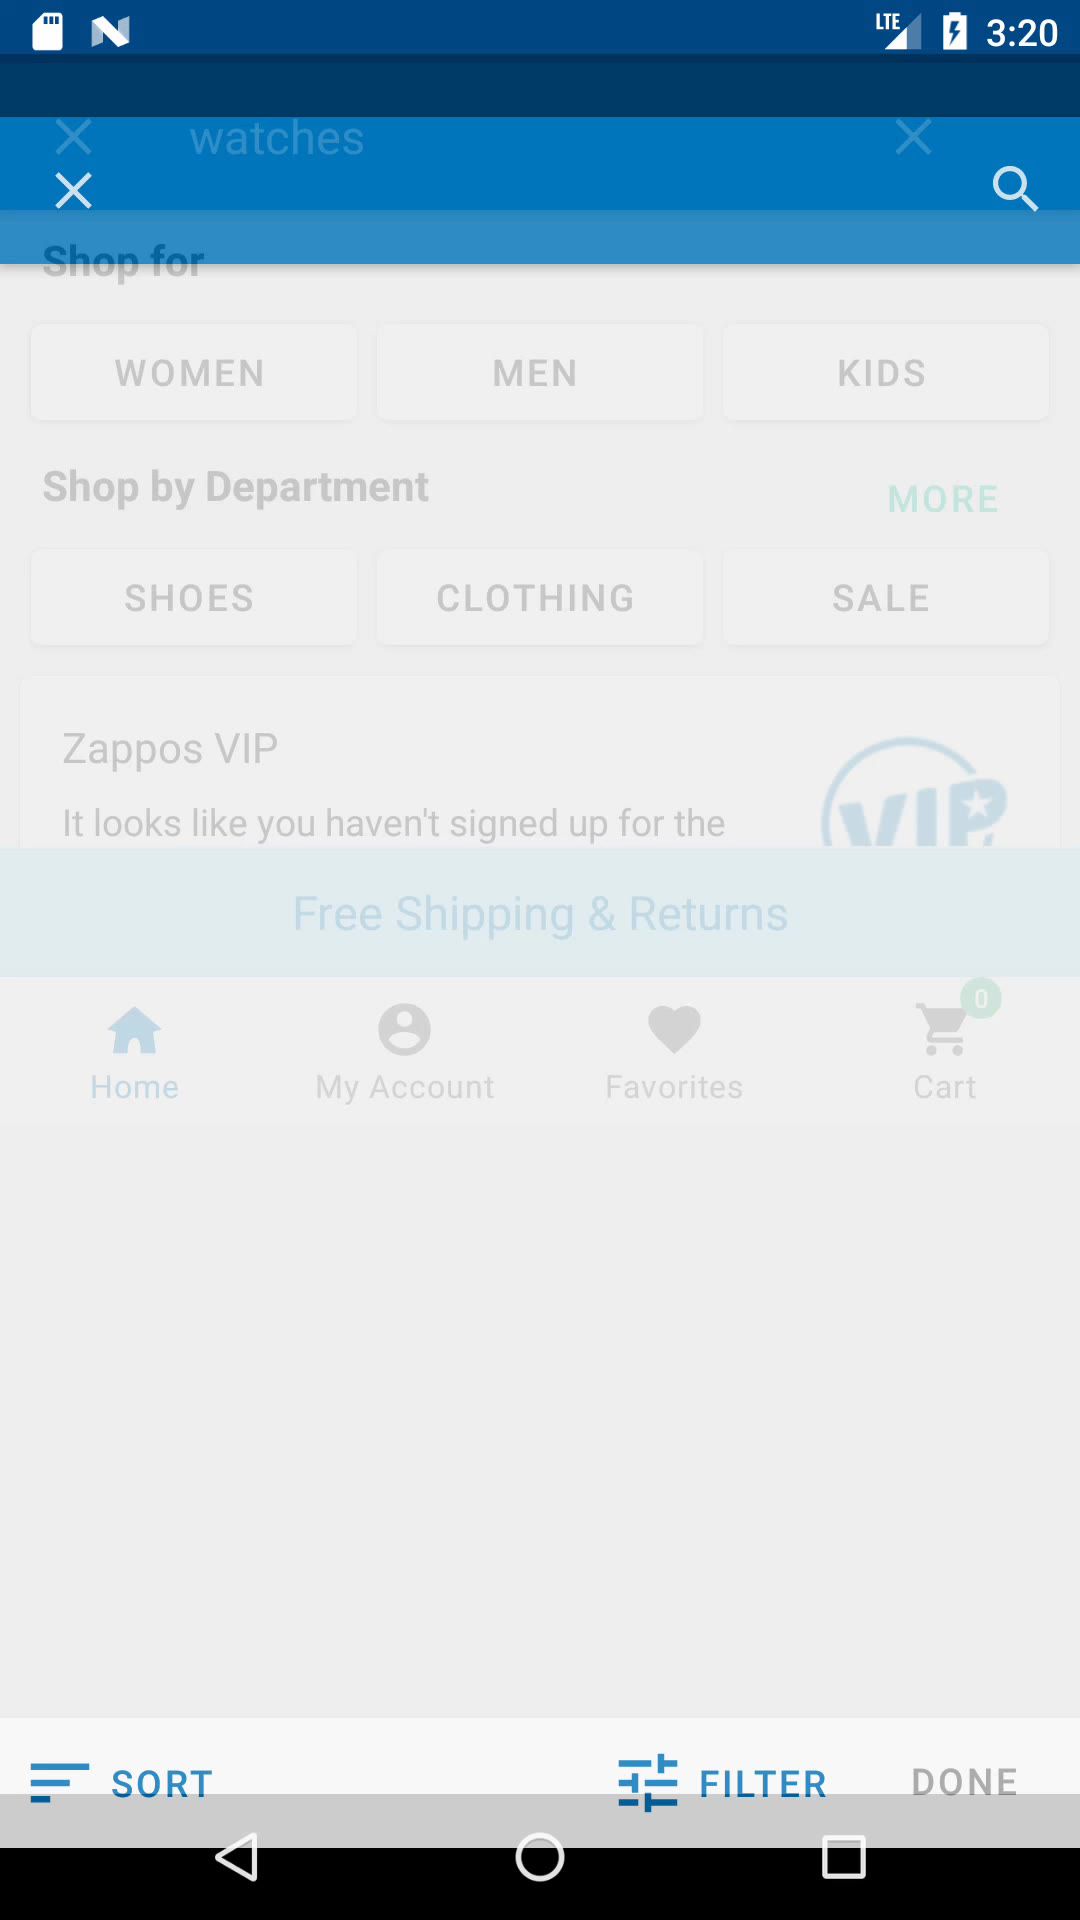 LTE 3:20
watches
Shop for
WOMEN MEN KIDS
Shop by Department
MORE
SHOES CLOTHING SALE
Zappos VIP
VIP
It looks like you haven't signed up for the
Free Shipping & Returns
0
Home My Account Favorites Cart
SORT FILTER DONE